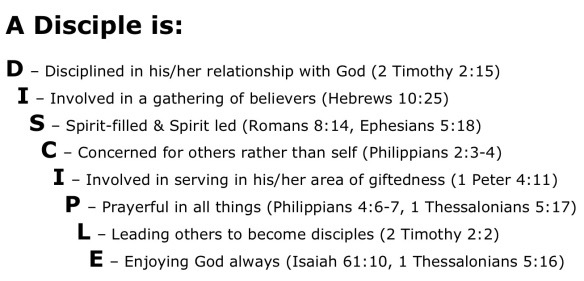 A Disciple is:
D – Disciplined in his/her relationship with God (2 Timothy 2:15)
I – Involved in a gathering of believers (Hebrews 10:25)
S – Spirit-filled & Spirit led (Romans 8:14, Ephesians 5:18)
C – Concerned for others rather than self (Philippians 2:3-4)
I – Involved in serving in his/her area of giftedness (1 Peter 4:11)
P – Prayerful in all things (Philippians 4:6-7, 1 Thessalonians 5:17)
L – Leading others to become disciples (2 Timothy 2:2)
E – Enjoying God always (Isaiah 61:10, 1 Thessalonians 5:16)